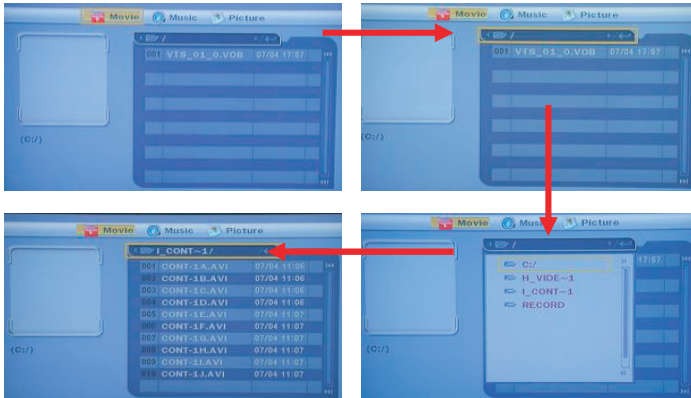 Movie Music Picture
/
001 VTS_01_0.VOB 07/04 17:57
(C:/)
Movie Music Picture
/
001 VTS_01_0.VOB 07/04 17:57
(C:/)
Movie Music Picture
I_CONT~1/
001 CONT-1A.AVI 07/04 11:06
002 CONT-1B.AVI 07/04 11:06
003 CONT-1C.AVI 07/04 11:06
004 CONT-1D.AVI 07/04 11:06
005 CONT-1E.AVI 07/04 11:07
006 CONT-1F.AVI 07/04 11:07
007 CONT-1G.AVI 07/04 11:07
008 CONT-1H.AVI 07/04 11:07
009 CONT-1I.AVI 07/04 11:07
010 CONT-1J.AVI 07/04 11:07
(C:/)
Movie Music Picture
/
17:57
C:/
H_VIDE~1
I_CONT~1
RECORD
(C:/)